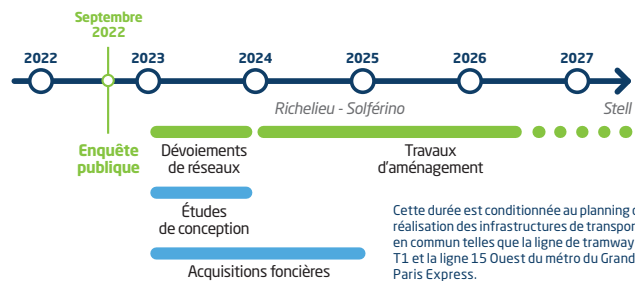 Septembre
2022
2022
2023
2024
2025
2026
2027
Richelieu - Solférino
Stell
Enquête
publique
Dévoiements
de réseaux
Travaux
d'aménagement
Études
de conception
Acquisitions foncières
Cette durée est conditionnée au planning d
réalisation des infrastructures de transpor
en commun telles que la ligne de tramway
T1 et la ligne 15 Ouest du métro du Grand
Paris Express.